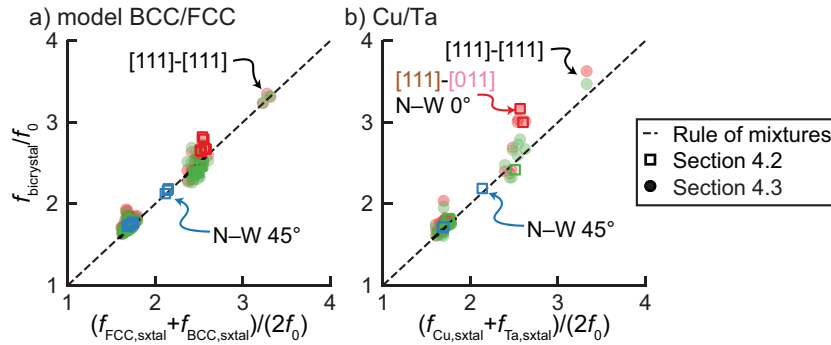 a) model BCC/FCC
4
3
2
1
1
2
3
4
f_bicrystal/f_0
(f_FCC,sxtal+f_BCC,sxtal)/(2f_0)
[111]-[111]
N–W 45°
b) Cu/Ta
4
3
2
1
1
2
3
4
(f_Cu,sxtal+f_Ta,sxtal)/(2f_0)
[111]-[111]
[111]-[011]
N–W 0°
N–W 45°
Rule of mixtures
Section 4.2
Section 4.3